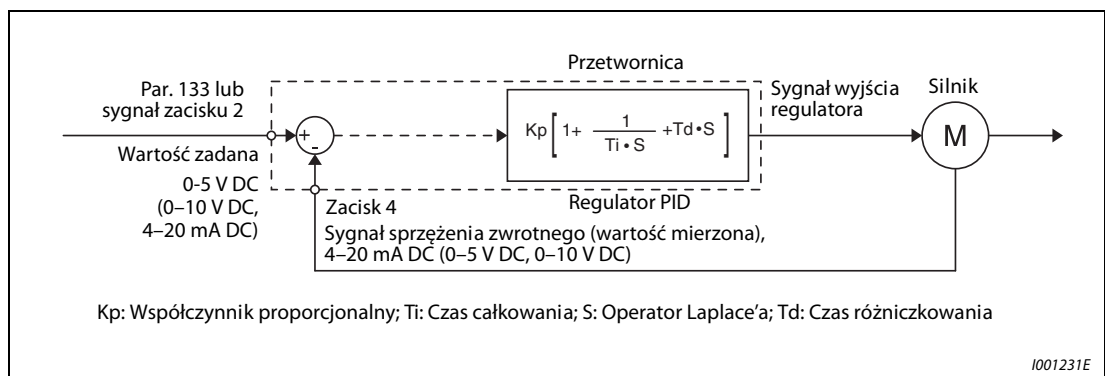 Przetwornica
Par. 133 lub
sygnał zacisku 2
Sygnał wyjścia
regulatora
Silnik
+
-
Kp [ 1+ 1 / Ti • S +Td•S ]
M
Wartość zadana
0-5 V DC
(0–10 V DC,
4–20 mA DC)
Regulator PID
Zacisk 4
Sygnał sprzężenia zwrotnego (wartość mierzona),
4–20 mA DC (0–5 V DC, 0–10 V DC)
Kp: Współczynnik proporcjonalny; Ti: Czas całkowania; S: Operator Laplace’a; Td: Czas różniczkowania
I001231E